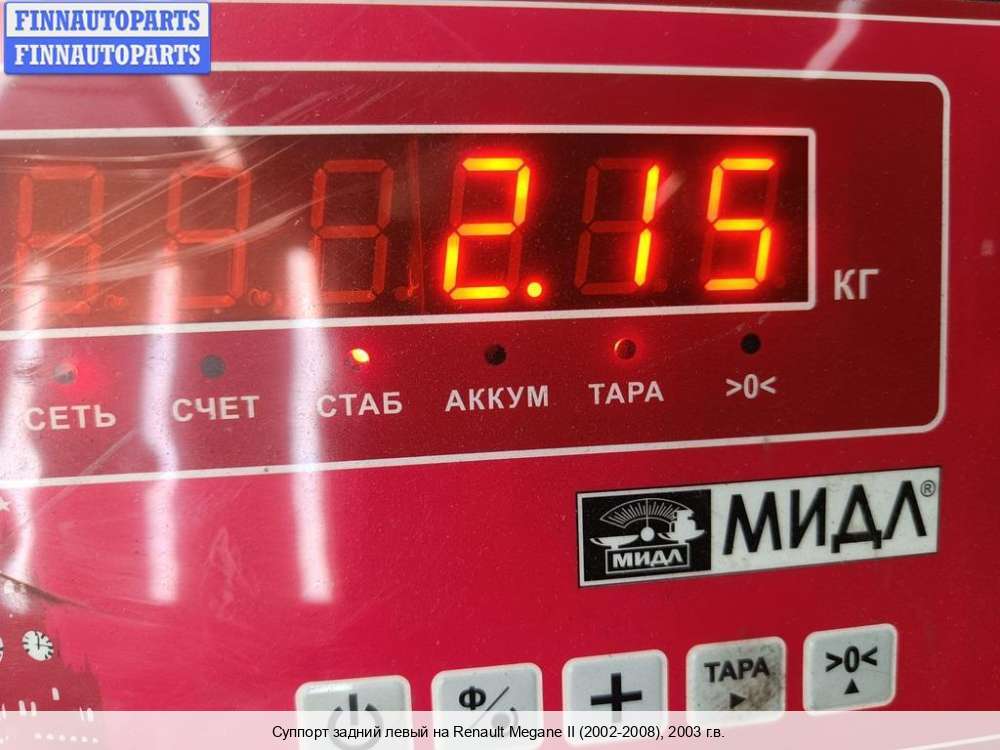 FINNAUTOPARTS
FINNAUTOPARTS
2.15
КГ
СЕТЬ СЧЕТ СТАБ АККУМ ТАРА >0<
МИДЛ МИДЛ®
Ф/ + ТАРА >0<
Суппорт задний левый на Renault Megane II (2002-2008), 2003 г.в.